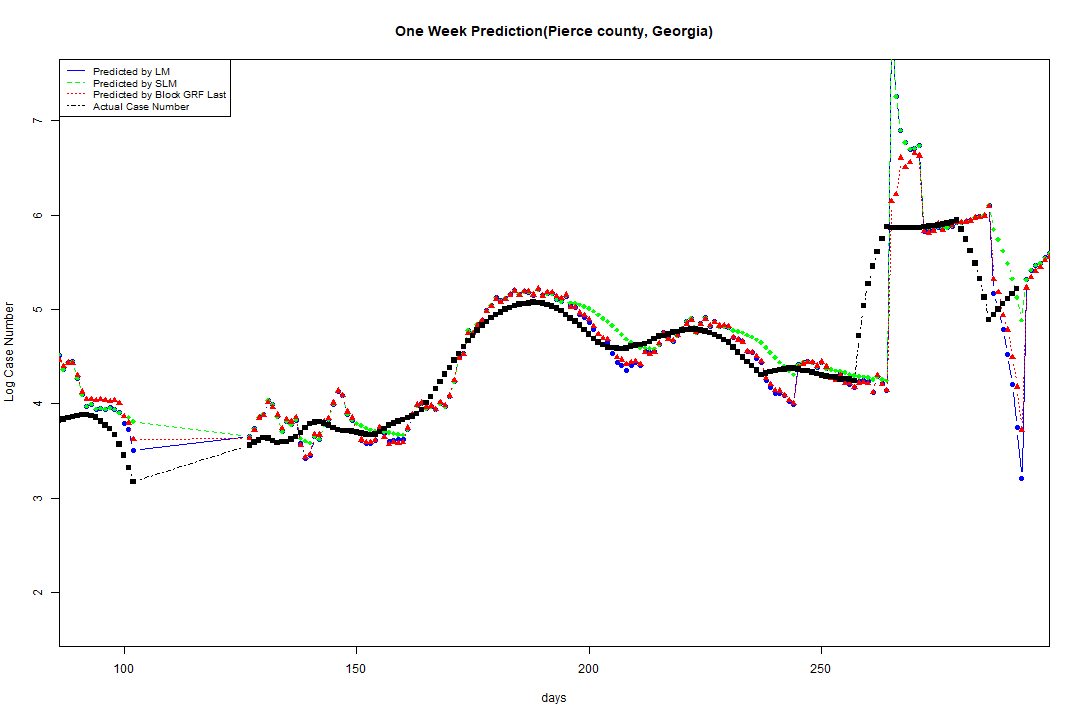 One Week Prediction(Pierce county, Georgia)
Predicted by LM
Predicted by SLM
Predicted by Block GRF Last
Actual Case Number
Log Case Number
7
6
5
4
3
2
100 150 200 250
days